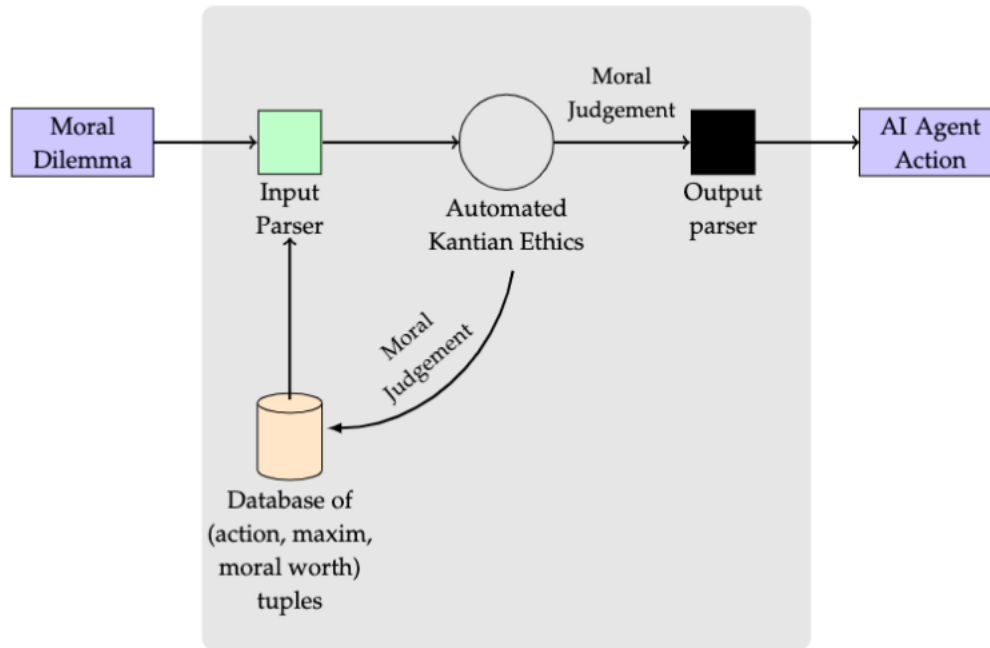 Moral
Dilemma
Input
Parser
Automated
Kantian Ethics
Moral
Judgement
Output
parser
AI Agent
Action
Moral
Judgement
Database of
(action, maxim,
moral worth)
tuples